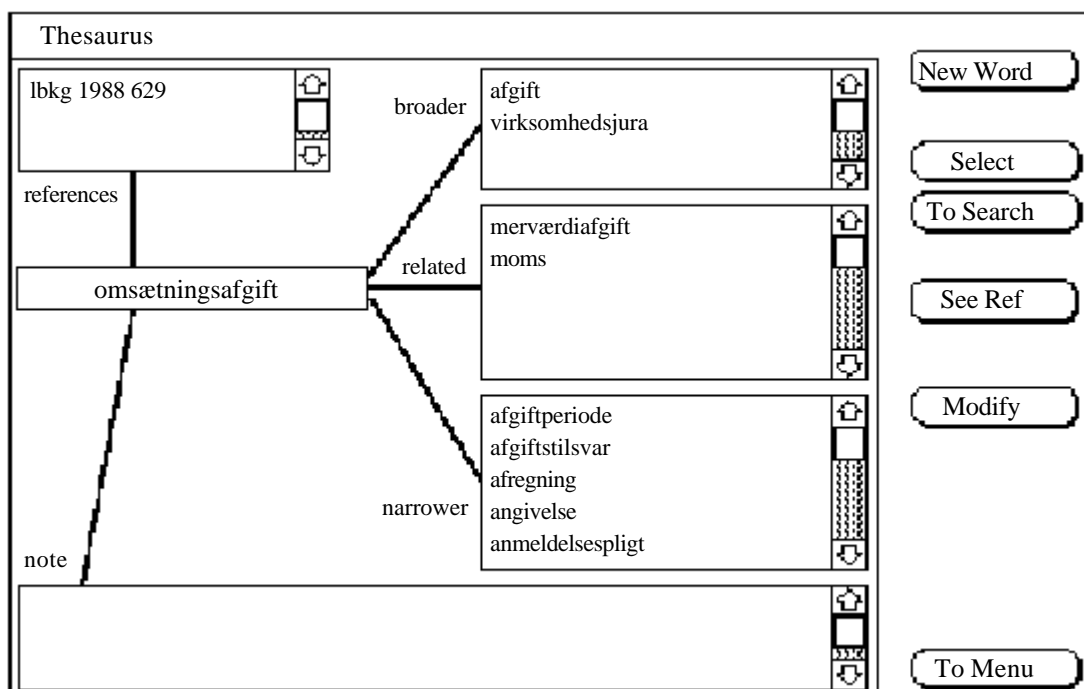 Thesaurus
lbkg 1988 629
references
omsætningsafgift
note
broader
afgift
virksomhedsjura
related
merværdiafgift
moms
narrower
afgiftperiode
afgiftstilsvar
afregning
angivelse
anmeldelsespligt
New Word
Select
To Search
See Ref
Modify
To Menu